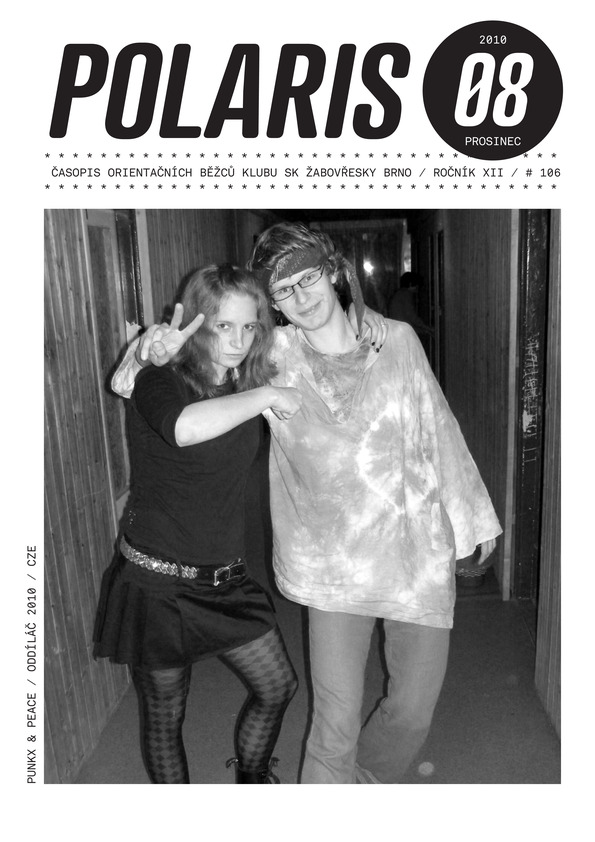 POLARIS
2010
08
PROSINEC
* * * * * * * * * * * * * * * * * * * * * * * * * * * * * * * * * * * *
ČASOPIS ORIENTAČNÍCH BĚŽCŮ KLUBU SK ŽABOVŘESKY BRNO / ROČNÍK XII / # 106
* * * * * * * * * * * * * * * * * * * * * * * * * * * * * * * * * * * *
PUNKX & PEACE / ODDÍLÁČ 2010 / CZE